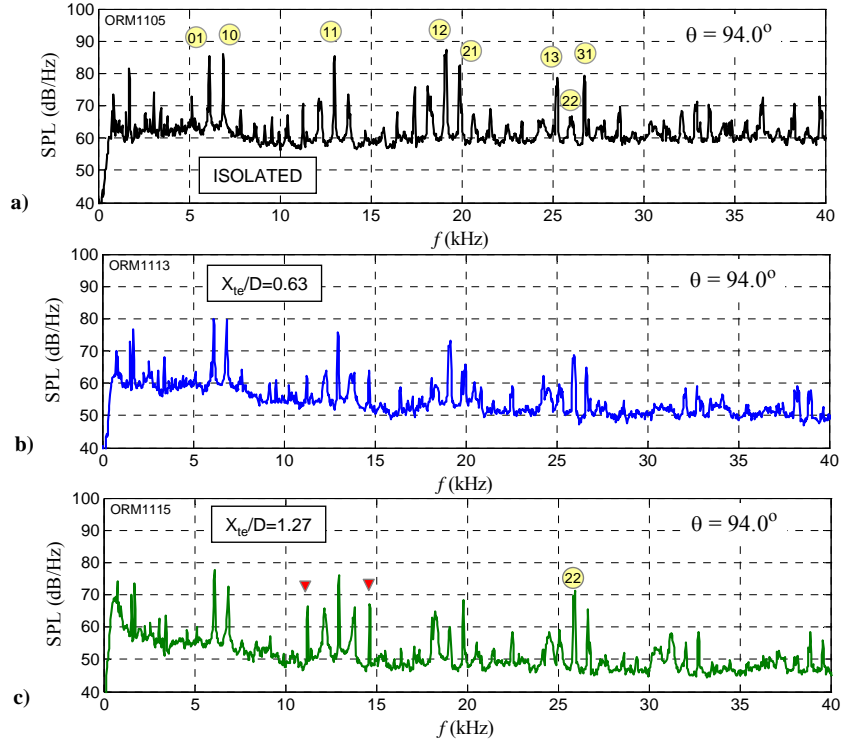 ORM1105
01 10 11 12 21 13 22 31
θ = 94.0º
ISOLATED
SPL (dB/Hz)
100
90
80
70
60
50
40
0 5 10 15 20 25 30 35 40
f (kHz)
a)
ORM1113
X_te/D=0.63
θ = 94.0º
SPL (dB/Hz)
100
90
80
70
60
50
40
0 5 10 15 20 25 30 35 40
f (kHz)
b)
ORM1115
X_te/D=1.27
θ = 94.0º
22
SPL (dB/Hz)
100
90
80
70
60
50
40
0 5 10 15 20 25 30 35 40
f (kHz)
c)